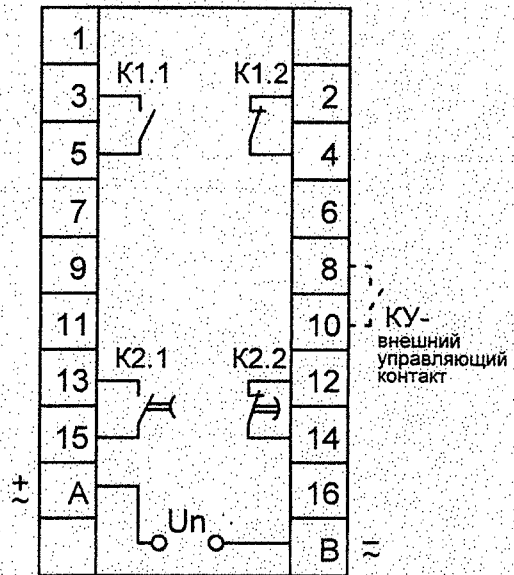 1
K1.1 K1.2
3 2
5 4
7 6
9 8
11 10 КУ-
внешний
управляющий
контакт
K2.1 K2.2
13 12
15 14
± ~ A 16
Un
B – ~